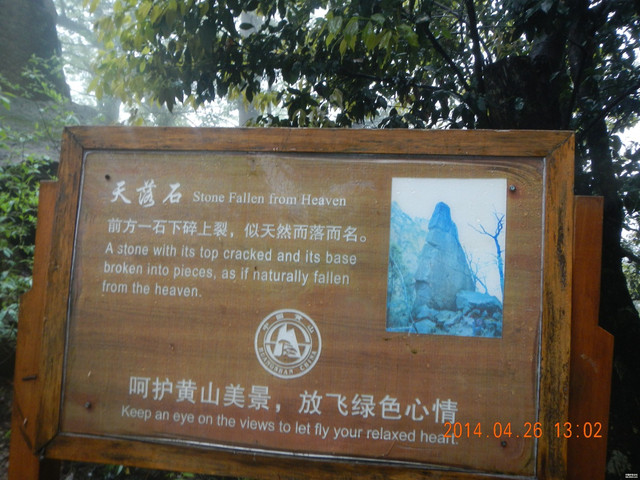 天落石 Stone Fallen from Heaven
前方一石下碎上裂，似天然而落而名。
A stone with its top cracked and its base
broken into pieces, as if naturally fallen
from the heaven.
呵护黄山美景，放飞绿色心情
Keep an eye on the views to let fly your relaxed heart.
2014.04.26 13:02